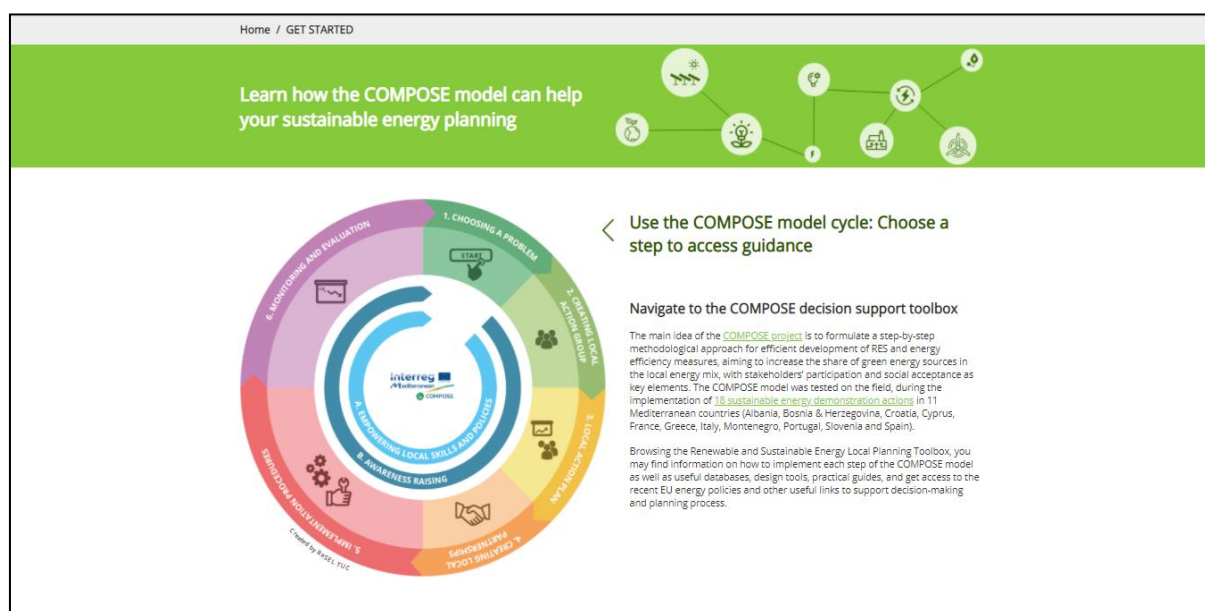 Home / GET STARTED
Learn how the COMPOSE model can help
your sustainable energy planning
1. CHOOSING A PROBLEM
START
2. CREATING LOCAL
ACTION GROUP
3. LOCAL ACTION PLAN
4. CREATING LOCAL
PARTNERSHIPS
5. IMPLEMENTATION PROCEDURES
6. MONITORING AND EVALUATION
A. EMPOWERING LOCAL SKILLS AND POLICIES
B. AWARENESS RAISING
Interreg
Mediterranean
COMPOSE
Created by ReSEL TUC
Use the COMPOSE model cycle: Choose a
step to access guidance
Navigate to the COMPOSE decision support toolbox
The main idea of the COMPOSE project is to formulate a step-by-step
methodological approach for efficient development of RES and energy
efficiency measures, aiming to increase the share of green energy sources in
the local energy mix, with stakeholders' participation and social acceptance as
key elements. The COMPOSE model was tested on the field, during the
implementation of 18 sustainable energy demonstration actions in 11
Mediterranean countries (Albania, Bosnia & Herzegovina, Croatia, Cyprus,
France, Greece, Italy, Montenegro, Portugal, Slovenia and Spain).
Browsing the Renewable and Sustainable Energy Local Planning Toolbox, you
may find information on how to implement each step of the COMPOSE model
as well as useful databases, design tools, practical guides, and get access to the
recent EU energy policies and other useful links to support decision-making
and planning process.